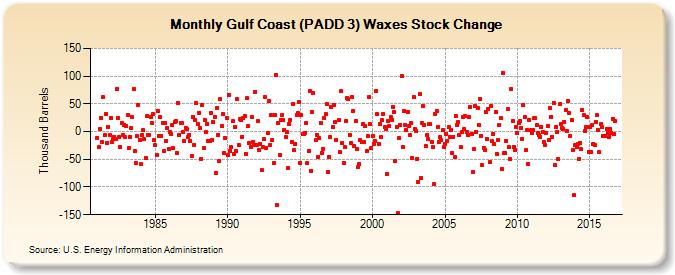 Monthly Gulf Coast (PADD 3) Waxes Stock Change
Thousand Barrels
150
100
50
0
-50
-100
-150
1985 1990 1995 2000 2005 2010 2015
Source: U.S. Energy Information Administration